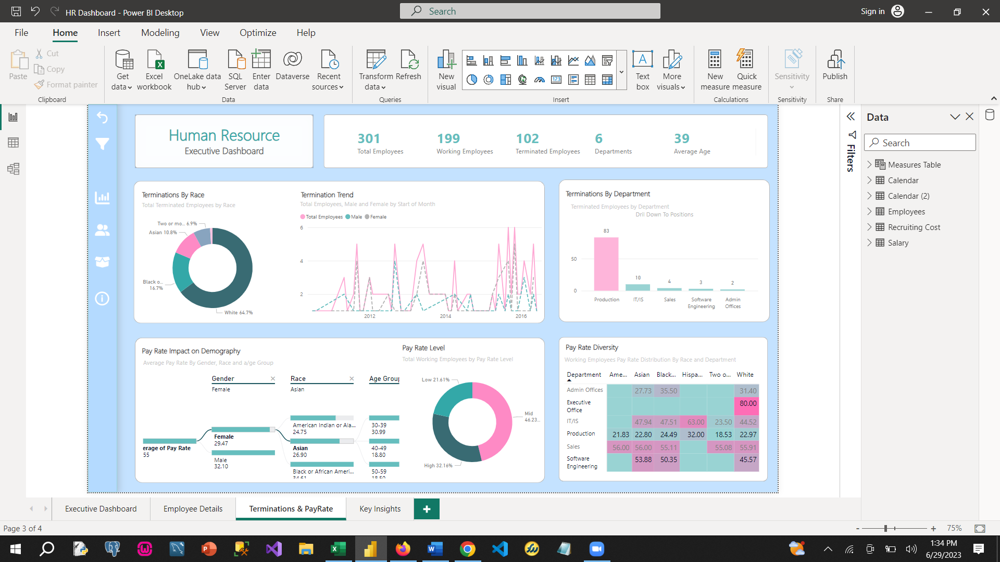 HR Dashboard - Power BI Desktop
Search
Sign in
File Home Insert Modeling View Optimize Help
Paste
Cut
Copy
Format painter
Clipboard
Get data
Excel workbook
OneLake data hub
SQL Server
Enter data
Dataverse
Recent sources
Data
Transform data
Refresh
Queries
New visual
Text box
More visuals
Insert
New measure
Quick measure
Calculations
Sensitivity
Sensitivity
Publish
Share
Human Resource
Executive Dashboard
301
Total Employees
199
Working Employees
102
Terminated Employees
6
Departments
39
Average Age
Terminations By Race
Total Terminated Employees by Race
Two or mo... 6.9%
Asian 10.8%
Black o...
16.7%
White 64.7%
Termination Trend
Total Employees, Male and Female by Start of Month
Total Employees Male Female
6
4
2
2012 2014 2016
Terminations By Department
Terminated Employees by Department
Dril Down To Positions
83
50
10
4
3
2
0
Production IT/IS Sales Software Engineering Admin Offices
Pay Rate Impact on Demography
Average Pay Rate By Gender, Race and a/ge Group
Gender
Female
Race
Asian
Age Group
erage of Pay Rate
55
Female
29.47
Male
32.10
American Indian or Ala...
24.75
Asian
26.90
Black or African Ameri...
34.61
30-39
30.99
40-49
18.80
50-59
18.50
Pay Rate Level
Total Working Employees by Pay Rate Level
Low 21.61%
Mid
46.23...
High 32.16%
Pay Rate Diversity
Working Employees Pay Rate Distribution By Race and Department
Department Ame... Asian Black... Hispa... Two o... White
Admin Offices 27.73 35.50 31.40
Executive Office 80.00
IT/IS 47.94 47.51 63.00 23.50 44.52
Production 21.83 22.80 24.49 32.00 18.53 22.97
Sales 56.00 56.00 55.11 55.08 55.91
Software Engineering 53.88 50.35 45.57
Filters
Data
Search
Measures Table
Calendar
Calendar (2)
Employees
Recruiting Cost
Salary
Executive Dashboard
Employee Details
Terminations & PayRate
Key Insights
Page 3 of 4
75%
1:34 PM
6/29/2023